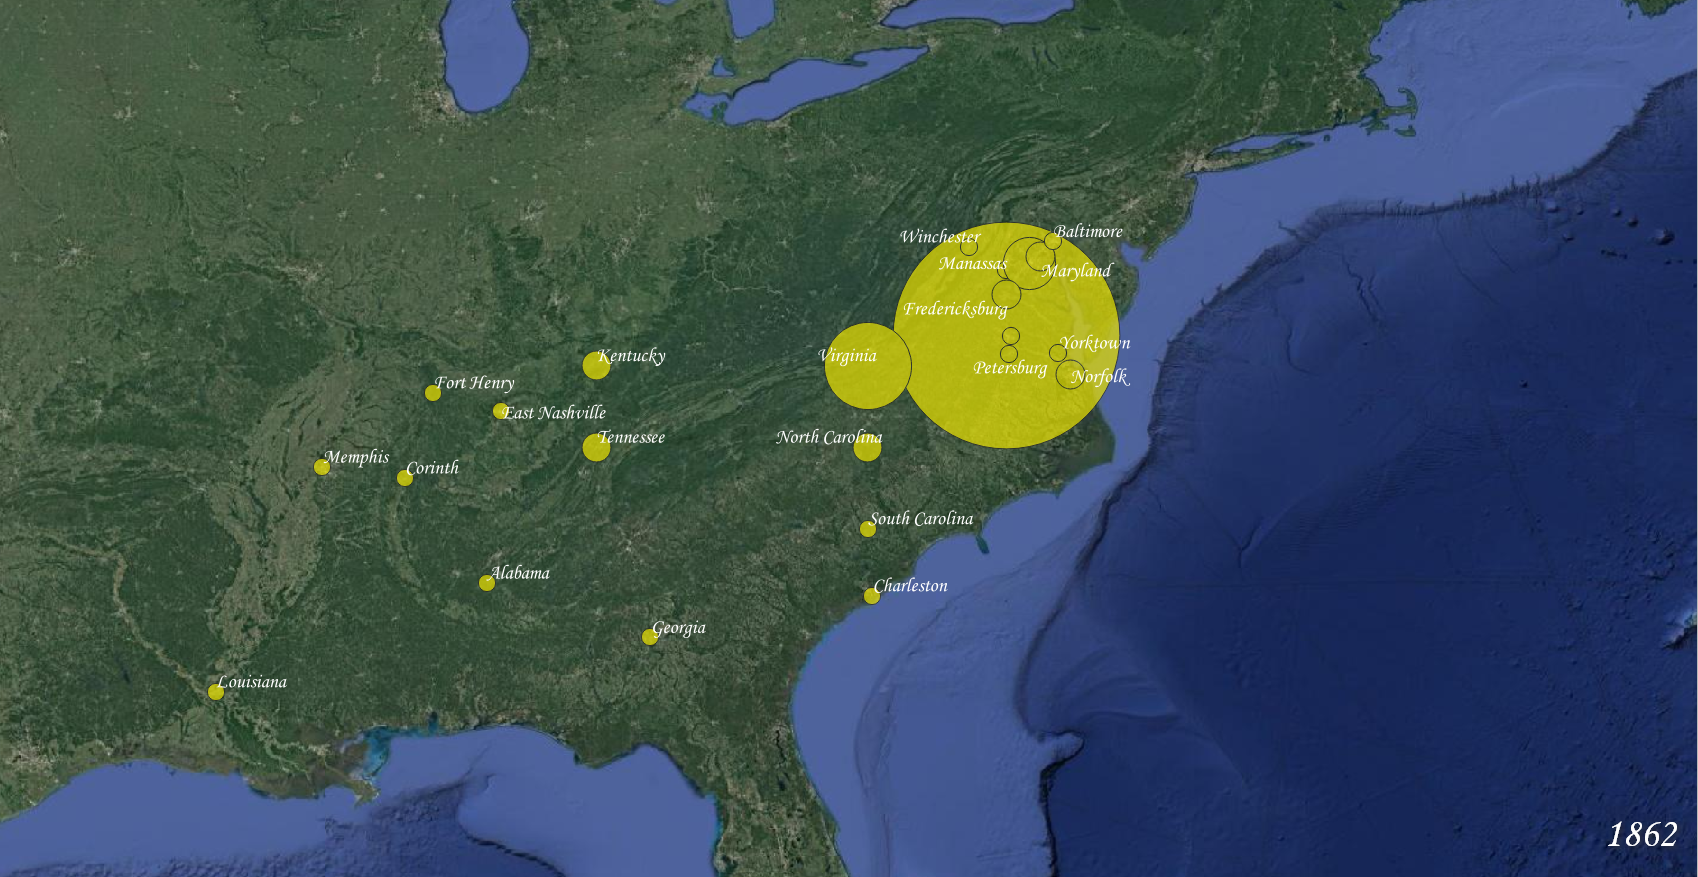 Baltimore
Winchester
Manassas
Maryland
Fredericksburg
Yorktown
Virginia
Kentucky
Petersburg
Norfolk
Fort Henry
East Nashville
Tennessee
North Carolina
Memphis
Corinth
South Carolina
Alabama
Charleston
Georgia
Louisiana
1862